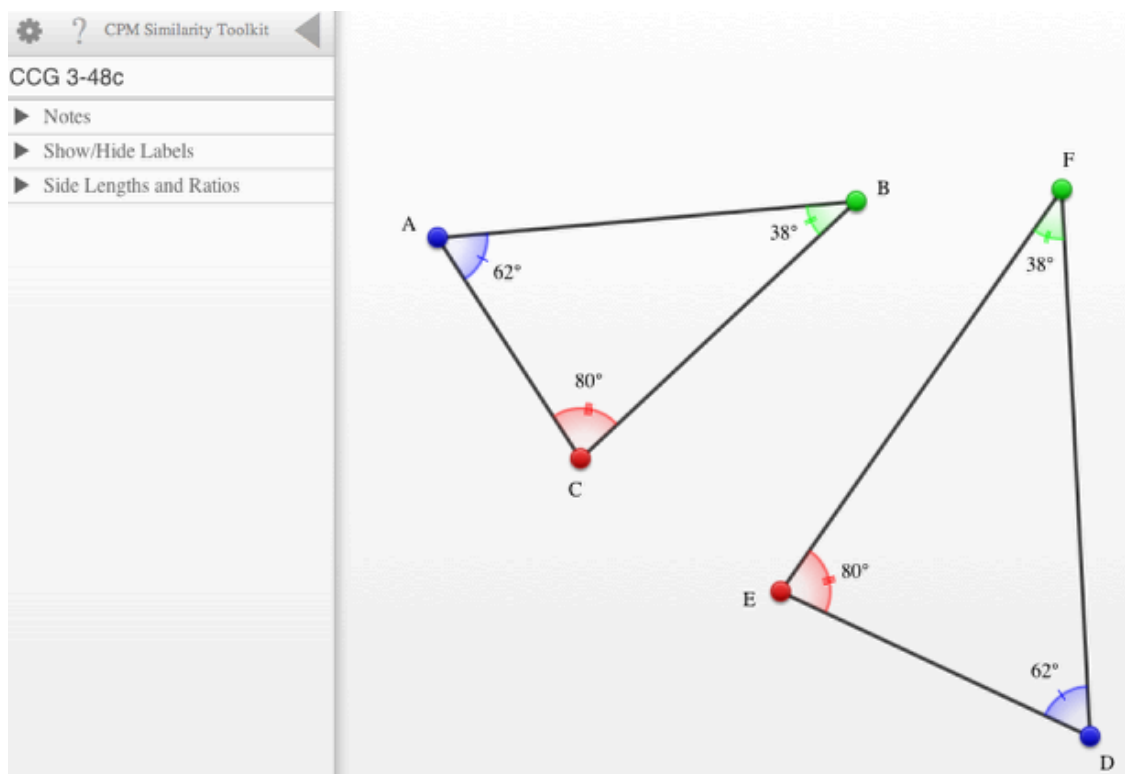 ? CPM Similarity Toolkit
CCG 3-48c
Notes
Show/Hide Labels
Side Lengths and Ratios
F
B
A
38°
62°
38°
80°
C
80°
E
62°
D